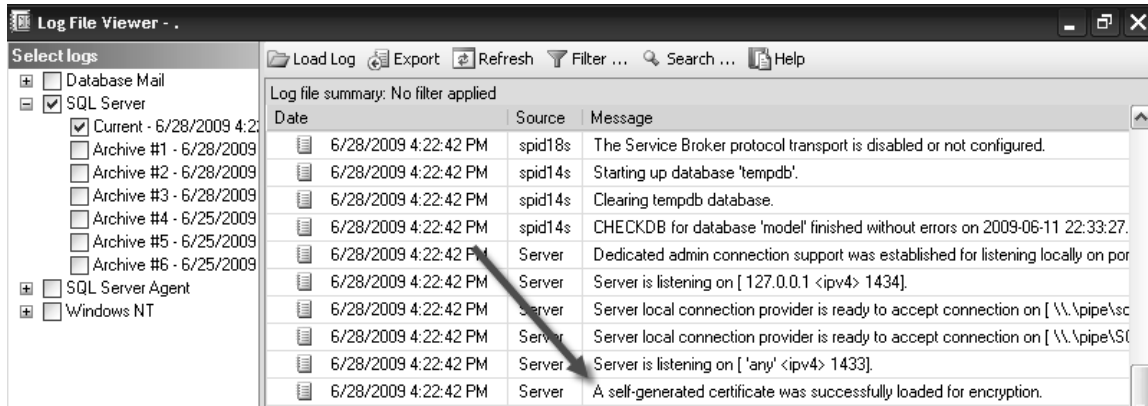 Log File Viewer - .
Select logs
Database Mail
SQL Server
Current - 6/28/2009 4:2
Archive #1 - 6/28/2009
Archive #2 - 6/28/2009
Archive #3 - 6/28/2009
Archive #4 - 6/25/2009
Archive #5 - 6/25/2009
Archive #6 - 6/25/2009
SQL Server Agent
Windows NT
Load Log Export Refresh Filter ... Search ... Help
Log file summary: No filter applied
Date Source Message
6/28/2009 4:22:42 PM spid18s The Service Broker protocol transport is disabled or not configured.
6/28/2009 4:22:42 PM spid14s Starting up database 'tempdb'.
6/28/2009 4:22:42 PM spid14s Clearing tempdb database.
6/28/2009 4:22:42 PM spid14s CHECKDB for database 'model' finished without errors on 2009-06-11 22:33:27.
6/28/2009 4:22:42 PM Server Dedicated admin connection support was established for listening locally on por
6/28/2009 4:22:42 PM Server Server is listening on [ 127.0.0.1 <ipv4> 1434].
6/28/2009 4:22:42 PM Server Server local connection provider is ready to accept connection on [ \\.\pipe\sc
6/28/2009 4:22:42 PM Server Server local connection provider is ready to accept connection on [ \\.\pipe\S
6/28/2009 4:22:42 PM Server Server is listening on [ 'any' <ipv4> 1433].
6/28/2009 4:22:42 PM Server A self-generated certificate was successfully loaded for encryption.